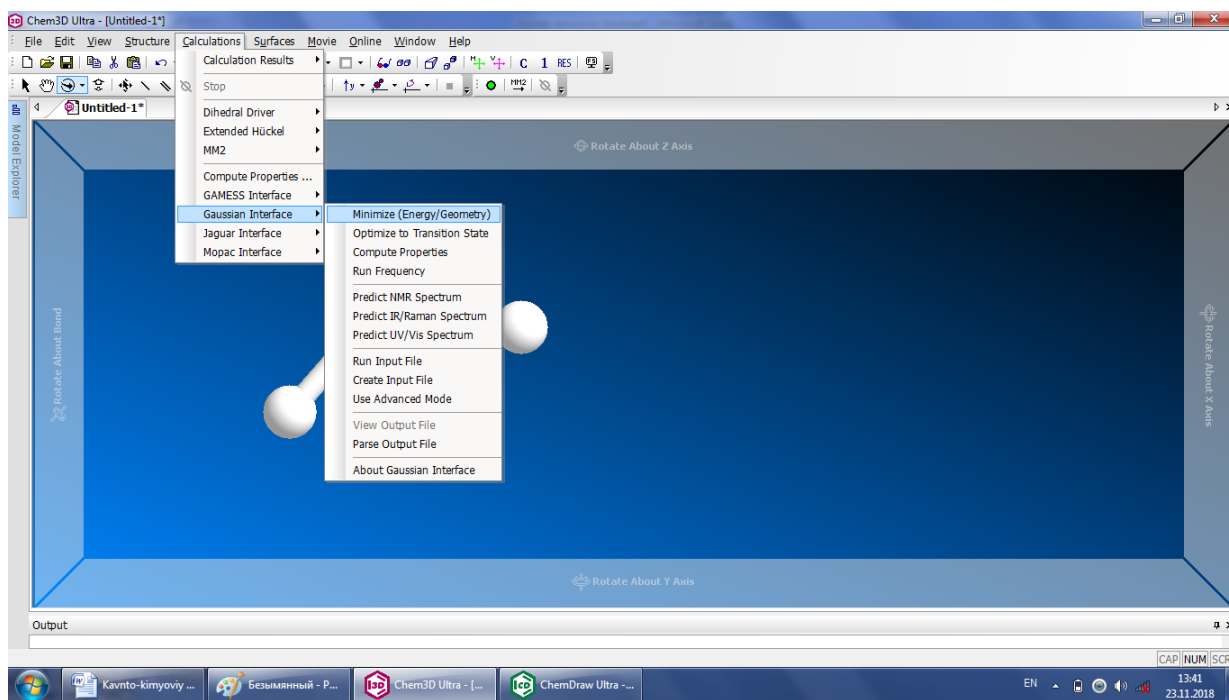 Chem3D Ultra - [Untitled-1*]
File Edit View Structure Calculations Surfaces Movie Online Window Help
C 1 RES
MM2
Untitled-1*
Model Explorer
Calculation Results
Stop
Dihedral Driver
Extended Hückel
MM2
Compute Properties ...
GAMESS Interface
Gaussian Interface
Jaguar Interface
Mopac Interface
Minimize (Energy/Geometry)
Optimize to Transition State
Compute Properties
Run Frequency
Predict NMR Spectrum
Predict IR/Raman Spectrum
Predict UV/Vis Spectrum
Run Input File
Create Input File
Use Advanced Mode
View Output File
Parse Output File
About Gaussian Interface
Rotate About Z Axis
Rotate About Bond
Rotate About X Axis
Rotate About Y Axis
Output
CAP NUM SCR
Kavnto-kimyoviy ... Безымянный - P... Chem3D Ultra - [... ChemDraw Ultra -... EN 13:41
23.11.2018